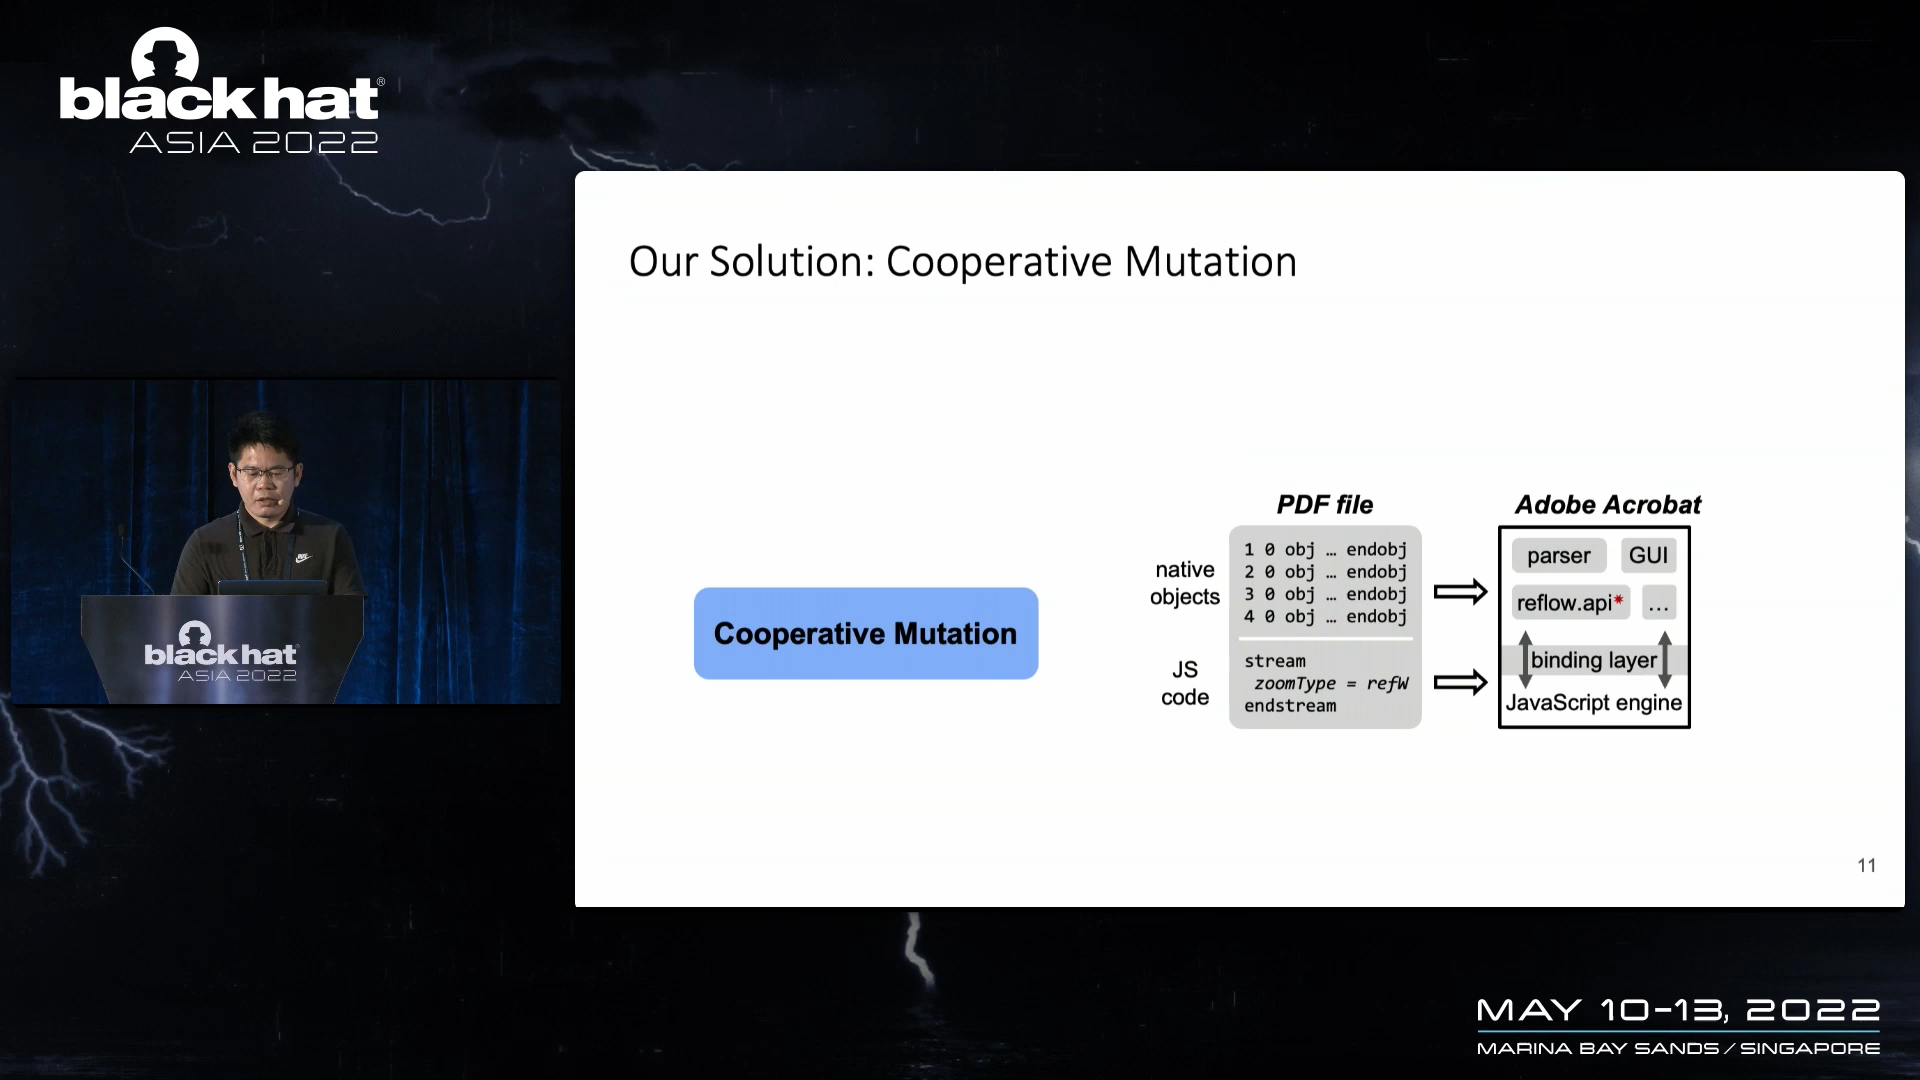 black hat®
ASIA 2022
Our Solution: Cooperative Mutation
Cooperative Mutation
PDF file
native
objects
1 0 obj … endobj
2 0 obj … endobj
3 0 obj … endobj
4 0 obj … endobj
JS
code
stream
zoomType = refW
endstream
Adobe Acrobat
parser
GUI
reflow.api*
...
binding layer
JavaScript engine
11
black hat
ASIA 2022
MAY 10-13, 2022
MARINA BAY SANDS / SINGAPORE